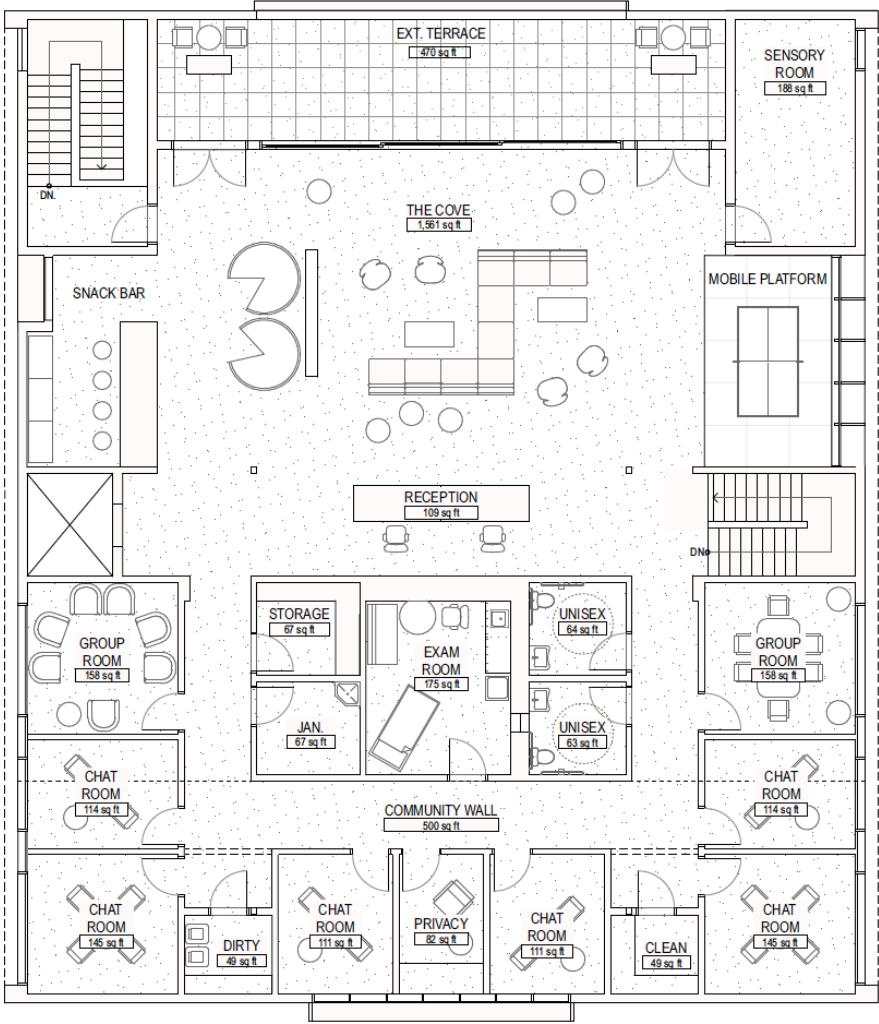 EXT. TERRACE
470 sq ft
SENSORY
ROOM
188 sq ft
DN.
THE COVE
1,561 sq ft
SNACK BAR
MOBILE PLATFORM
RECEPTION
109 sq ft
DN.
STORAGE
67 sq ft
UNISEX
64 sq ft
GROUP
ROOM
158 sq ft
EXAM
ROOM
175 sq ft
GROUP
ROOM
158 sq ft
JAN.
67 sq ft
UNISEX
63 sq ft
CHAT
ROOM
114 sq ft
CHAT
ROOM
114 sq ft
COMMUNITY WALL
500 sq ft
CHAT
ROOM
145 sq ft
DIRTY
49 sq ft
CHAT
ROOM
111 sq ft
PRIVACY
82 sq ft
CHAT
ROOM
111 sq ft
CLEAN
49 sq ft
CHAT
ROOM
145 sq ft